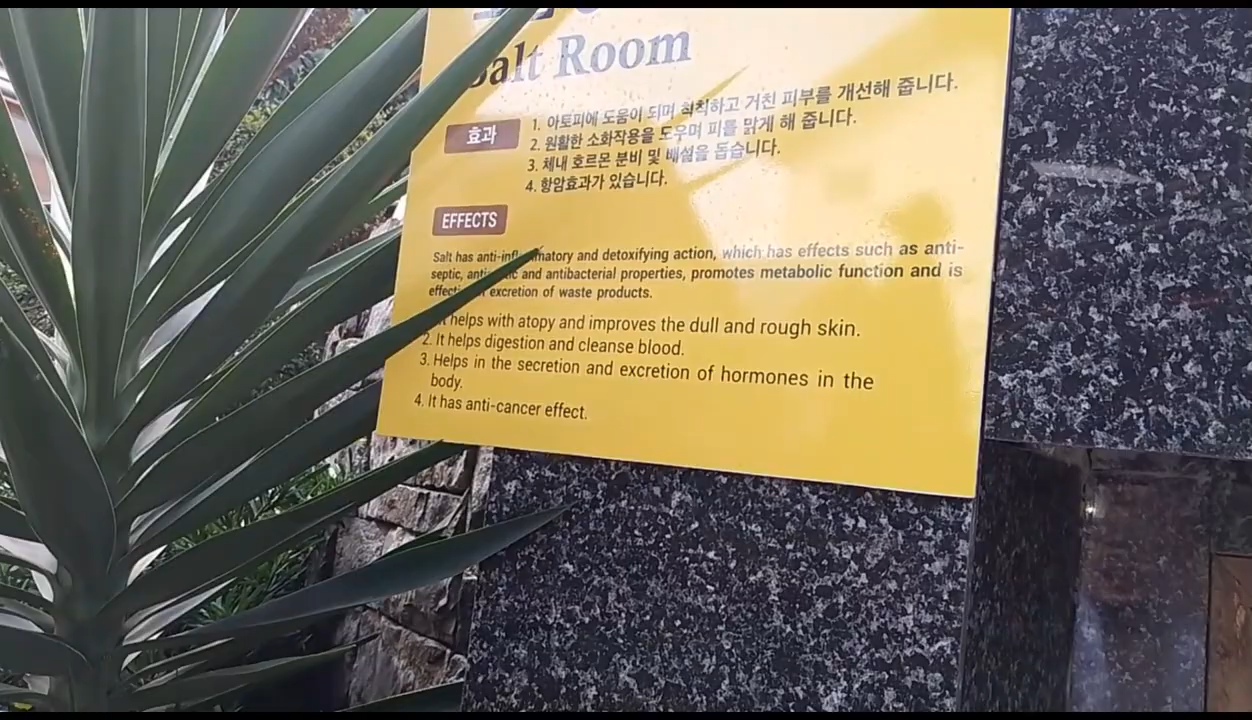 Salt Room
효과
1. 아토피에 도움이 되며 칙칙하고 거친 피부를 개선해 줍니다.
2. 원활한 소화작용을 도우며 피를 맑게 해 줍니다.
3. 체내 호르몬 분비 및 배설을 돕습니다.
4. 항암효과가 있습니다.
EFFECTS
Salt has anti-inflammatory and detoxifying action, which has effects such as anti-
septic, and antibacterial properties, promotes metabolic function and is
excretion of waste products.
It helps with atopy and improves the dull and rough skin.
2. It helps digestion and cleanse blood.
3. Helps in the secretion and excretion of hormones in the
body.
4. It has anti-cancer effect.